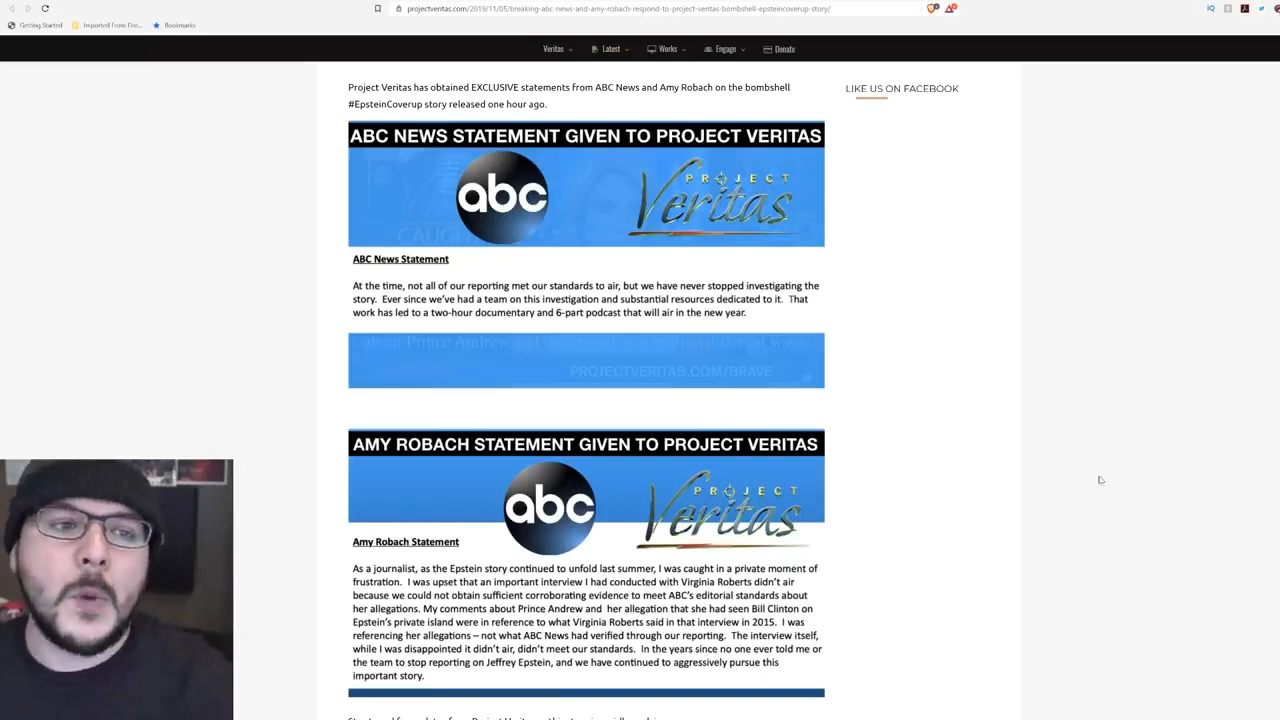 projectveritas.com/2019/11/05/breaking-abc-news-and-amy-robach-respond-to-project-veritas-bombshell-epsteincoverup-story/
Getting Started Imported From Fire... Bookmarks
Veritas Latest Works Engage Donate
Project Veritas has obtained EXCLUSIVE statements from ABC News and Amy Robach on the bombshell
#EpsteinCoverup story released one hour ago.
LIKE US ON FACEBOOK
ABC NEWS STATEMENT GIVEN TO PROJECT VERITAS
abc
PROJECT
Veritas
CAUGHT
ABC News Statement
At the time, not all of our reporting met our standards to air, but we have never stopped investigating the
story. Ever since we've had a team on this investigation and substantial resources dedicated to it. That
work has led to a two-hour documentary and 6-part podcast that will air in the new year.
about Prince Andrew and different ways
PROJECTVERITAS.COM/BRAVE
AMY ROBACH STATEMENT GIVEN TO PROJECT VERITAS
abc
PROJECT
Veritas
Amy Robach Statement
As a journalist, as the Epstein story continued to unfold last summer, I was caught in a private moment of
frustration. I was upset that an important interview I had conducted with Virginia Roberts didn't air
because we could not obtain sufficient corroborating evidence to meet ABC's editorial standards about
her allegations. My comments about Prince Andrew and her allegation that she had seen Bill Clinton on
Epstein's private island were in reference to what Virginia Roberts said in that interview in 2015. I was
referencing her allegations – not what ABC News had verified through our reporting. The interview itself,
while I was disappointed it didn't air, didn't meet our standards. In the years since no one ever told me or
the team to stop reporting on Jeffrey Epstein, and we have continued to aggressively pursue this
important story.